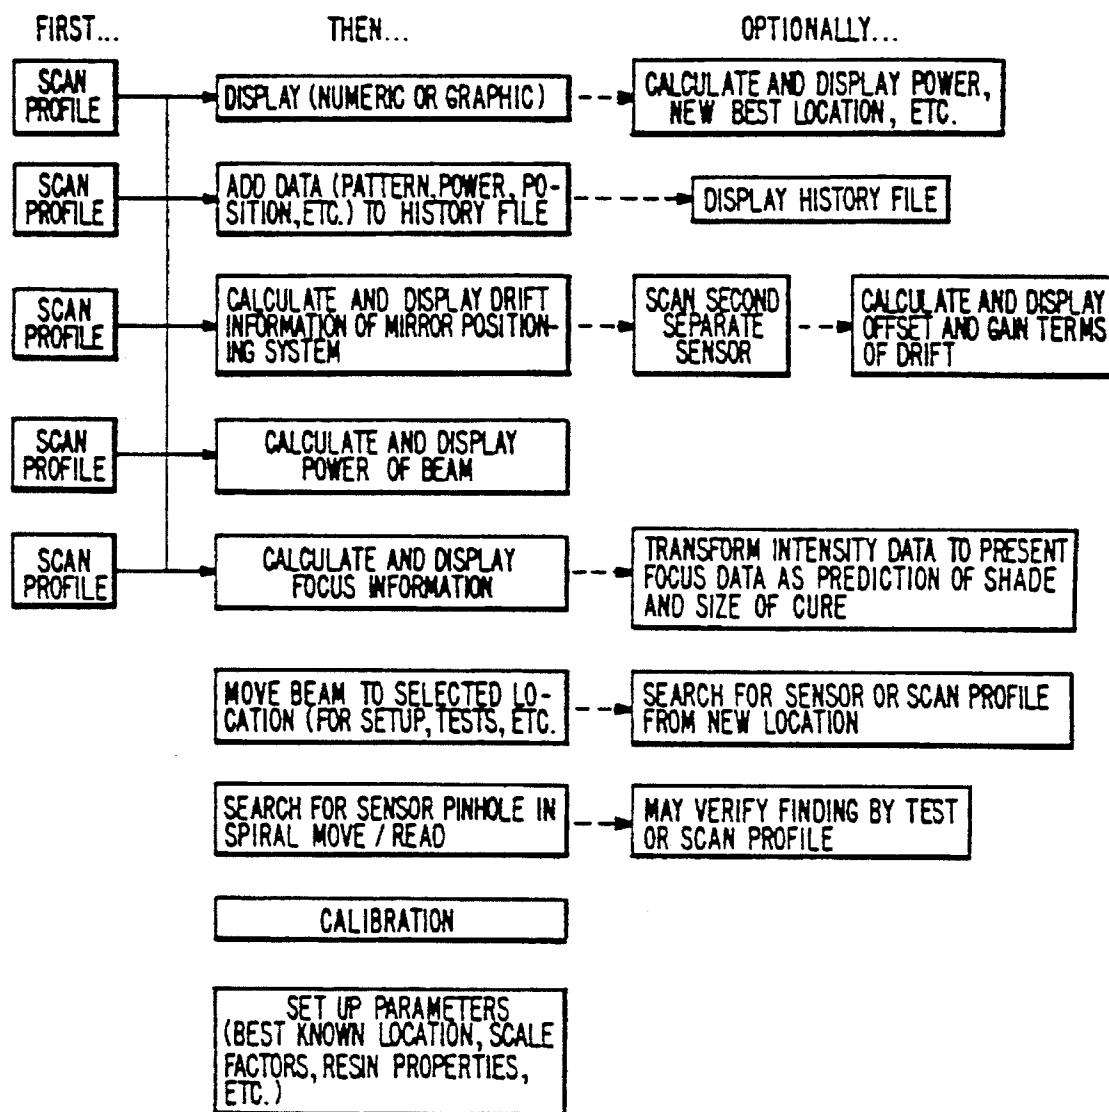 FIRST...
THEN...
OPTIONALLY...
SCAN
PROFILE
DISPLAY (NUMERIC OR GRAPHIC)
CALCULATE AND DISPLAY POWER,
NEW BEST LOCATION, ETC.
SCAN
PROFILE
ADD DATA (PATTERN, POWER, PO-
SITION, ETC.) TO HISTORY FILE
DISPLAY HISTORY FILE
SCAN
PROFILE
CALCULATE AND DISPLAY DRIFT
INFORMATION OF MIRROR POSITION-
ING SYSTEM
SCAN SECOND
SEPARATE
SENSOR
CALCULATE AND DISPLAY
OFFSET AND GAIN TERMS
OF DRIFT
SCAN
PROFILE
CALCULATE AND DISPLAY
POWER OF BEAM
SCAN
PROFILE
CALCULATE AND DISPLAY
FOCUS INFORMATION
TRANSFORM INTENSITY DATA TO PRESENT
FOCUS DATA AS PREDICTION OF SHADE
AND SIZE OF CURE
MOVE BEAM TO SELECTED LO-
CATION (FOR SETUP, TESTS, ETC.
SEARCH FOR SENSOR OR SCAN PROFILE
FROM NEW LOCATION
SEARCH FOR SENSOR PINHOLE IN
SPIRAL MOVE / READ
MAY VERIFY FINDING BY TEST
OR SCAN PROFILE
CALIBRATION
SET UP PARAMETERS
(BEST KNOWN LOCATION, SCALE
FACTORS, RESIN PROPERTIES,
ETC.)